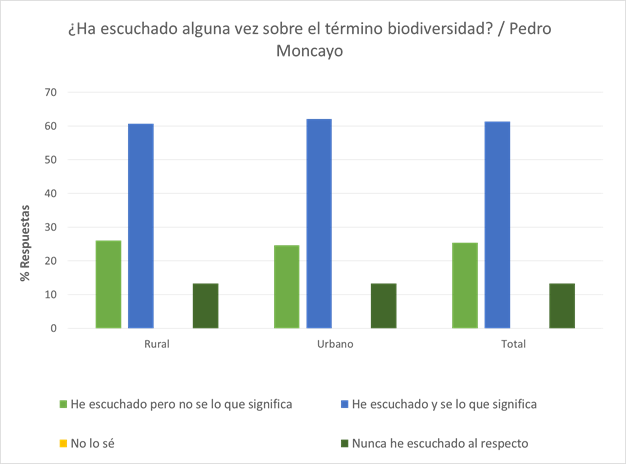 ¿Ha escuchado alguna vez sobre el término biodiversidad? / Pedro
Moncayo
% Respuestas
70
60
50
40
30
20
10
0
Rural Urbano Total
He escuchado pero no se lo que significa He escuchado y se lo que significa
No lo sé Nunca he escuchado al respecto